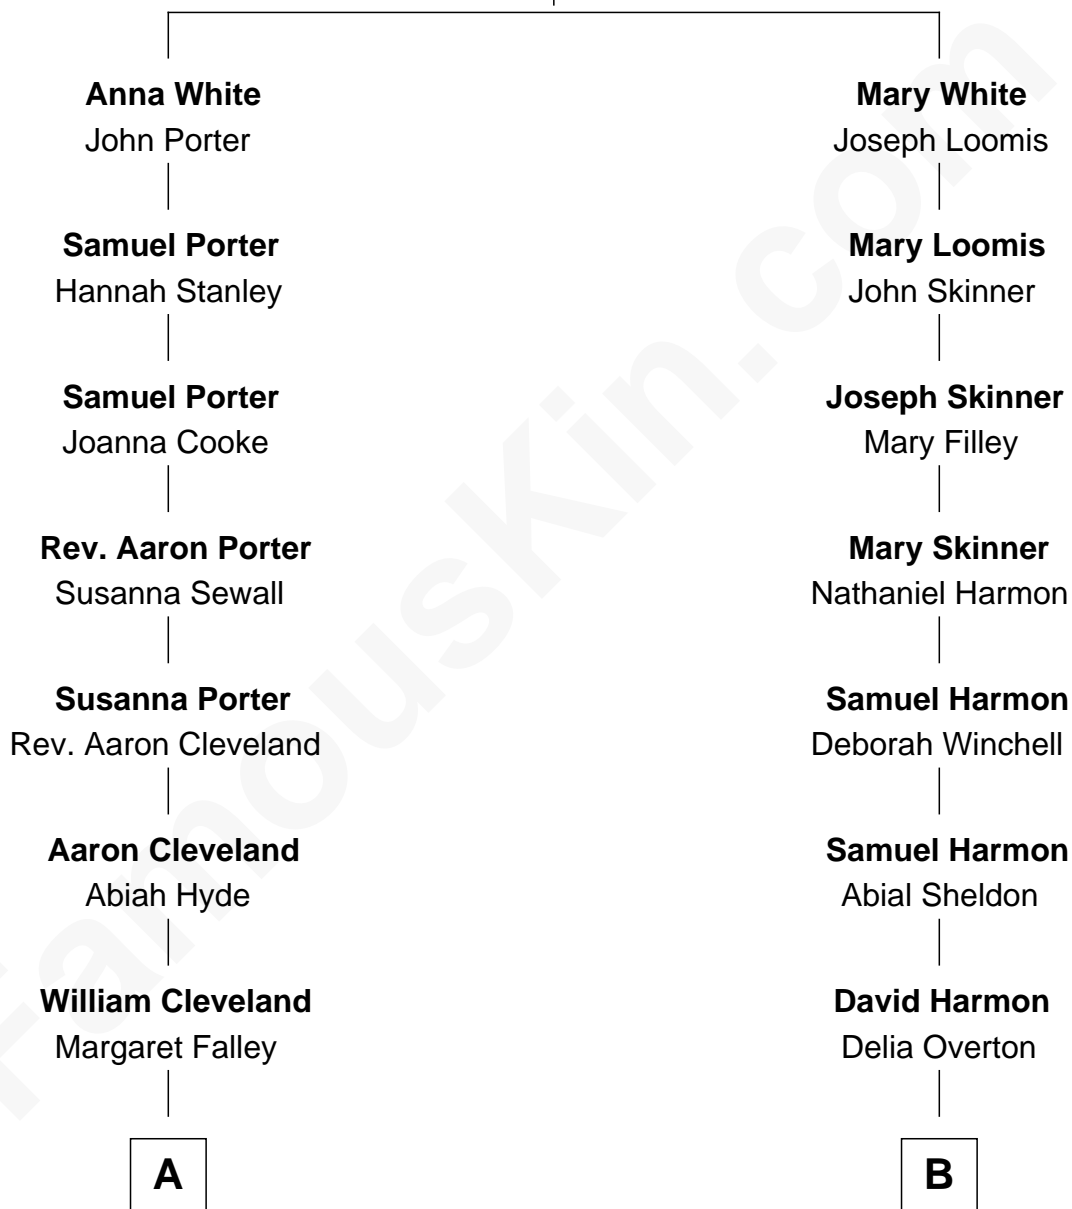 Anna White
John Porter
Samuel Porter
Hannah Stanley
Samuel Porter
Joanna Cooke
Rev. Aaron Porter
Susanna Sewall
Susanna Porter
Rev. Aaron Cleveland
Aaron Cleveland
Abiah Hyde
William Cleveland
Margaret Falley
A
Mary White
Joseph Loomis
Mary Loomis
John Skinner
Joseph Skinner
Mary Filley
Mary Skinner
Nathaniel Harmon
Samuel Harmon
Deborah Winchell
Samuel Harmon
Abial Sheldon
David Harmon
Delia Overton
B
FamousKin.com